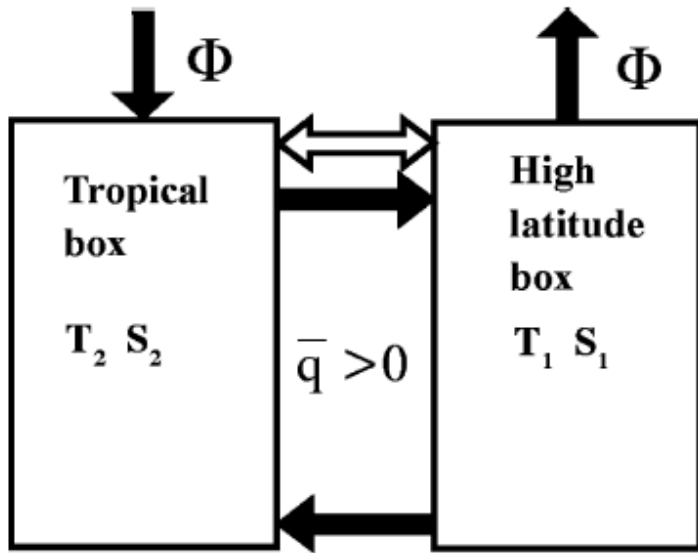 Φ
Φ
Tropical
box
T₂ S₂
q̅ >0
High
latitude
box
T₁ S₁